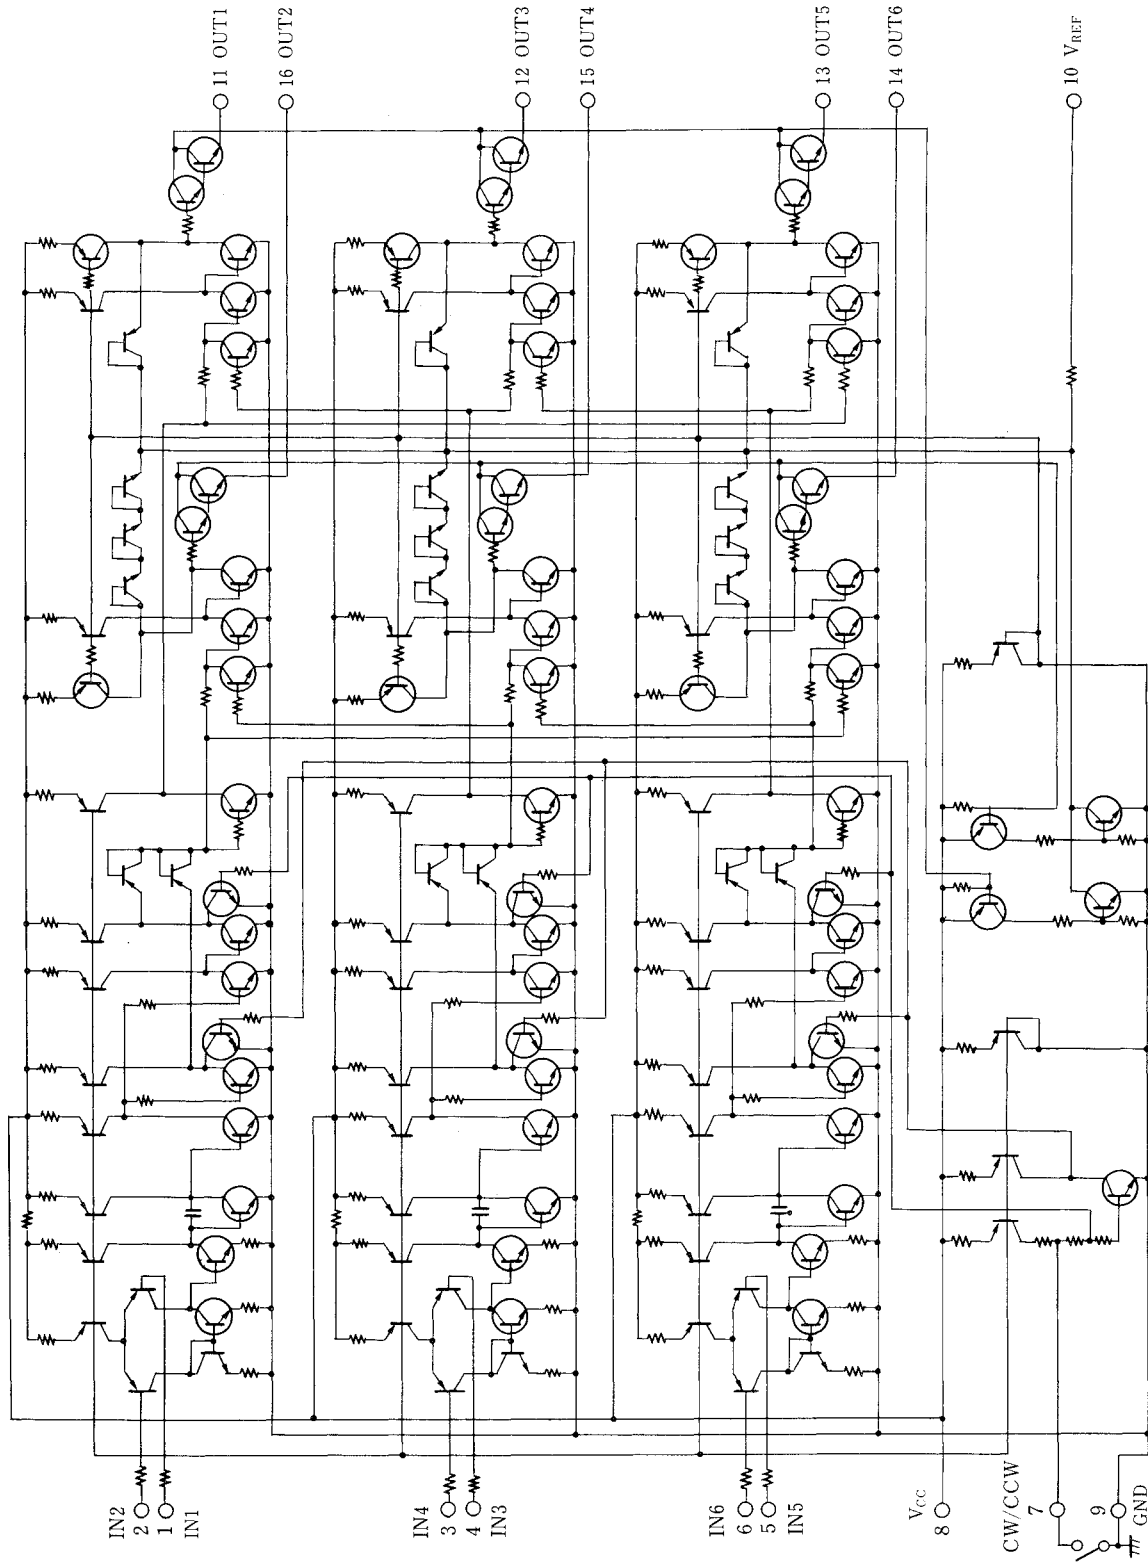 11 OUT1
16 OUT2
12 OUT3
15 OUT4
13 OUT5
14 OUT6
10 VREF
IN2
2
1
IN1
IN4
3
4
IN3
IN6
6
5
IN5
VCC
8
CW/CCW
7
9
GND